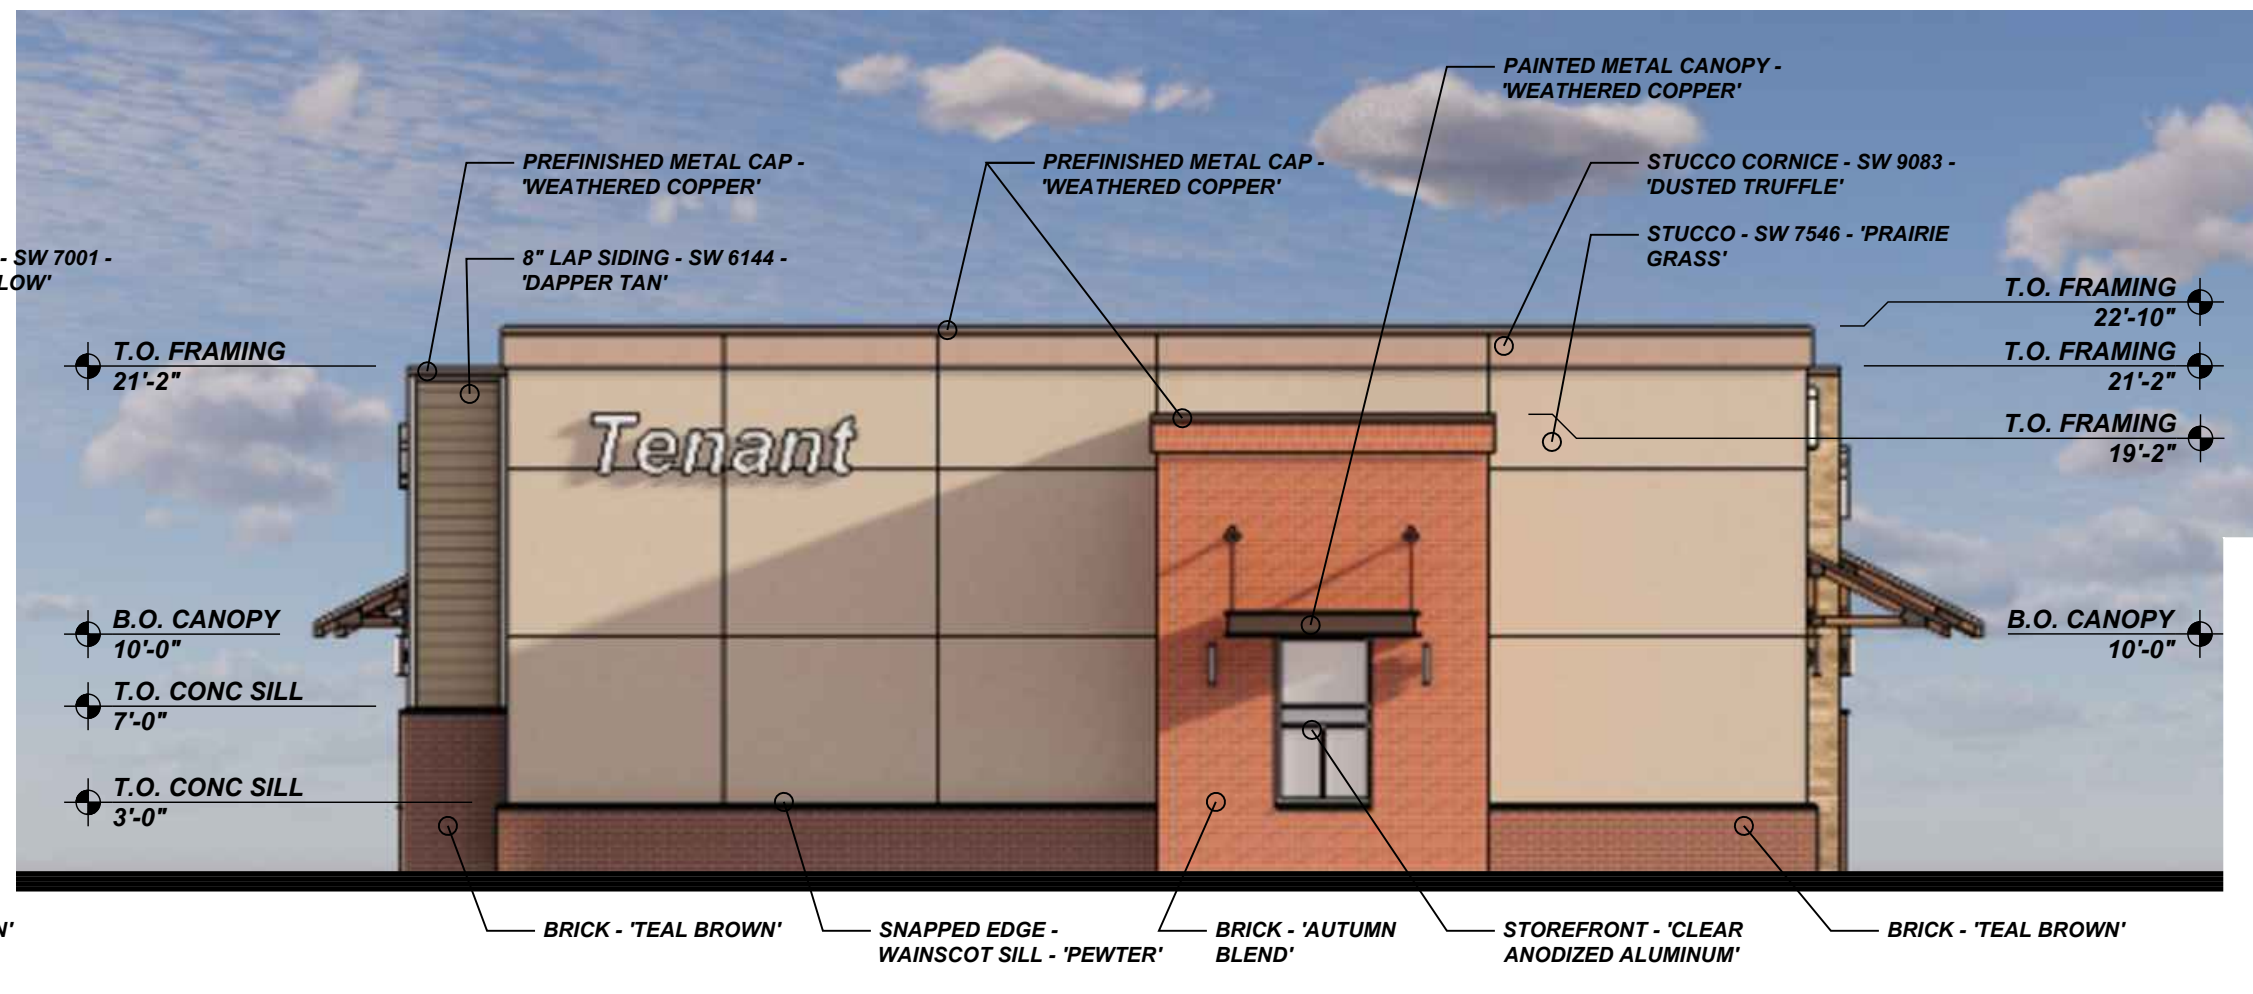 PAINTED METAL CANOPY -
'WEATHERED COPPER'
PREFINISHED METAL CAP -
'WEATHERED COPPER'
PREFINISHED METAL CAP -
'WEATHERED COPPER'
STUCCO CORNICE - SW 9083 -
'DUSTED TRUFFLE'
- SW 7001 -
LOW'
8" LAP SIDING - SW 6144 -
'DAPPER TAN'
STUCCO - SW 7546 - 'PRAIRIE
GRASS'
T.O. FRAMING
22'-10"
T.O. FRAMING
21'-2"
T.O. FRAMING
21'-2"
T.O. FRAMING
19'-2"
Tenant
B.O. CANOPY
10'-0"
B.O. CANOPY
10'-0"
T.O. CONC SILL
7'-0"
T.O. CONC SILL
3'-0"
N'
BRICK - 'TEAL BROWN'
SNAPPED EDGE -
WAINSCOT SILL - 'PEWTER'
BRICK - 'AUTUMN
BLEND'
STOREFRONT - 'CLEAR
ANODIZED ALUMINUM'
BRICK - 'TEAL BROWN'